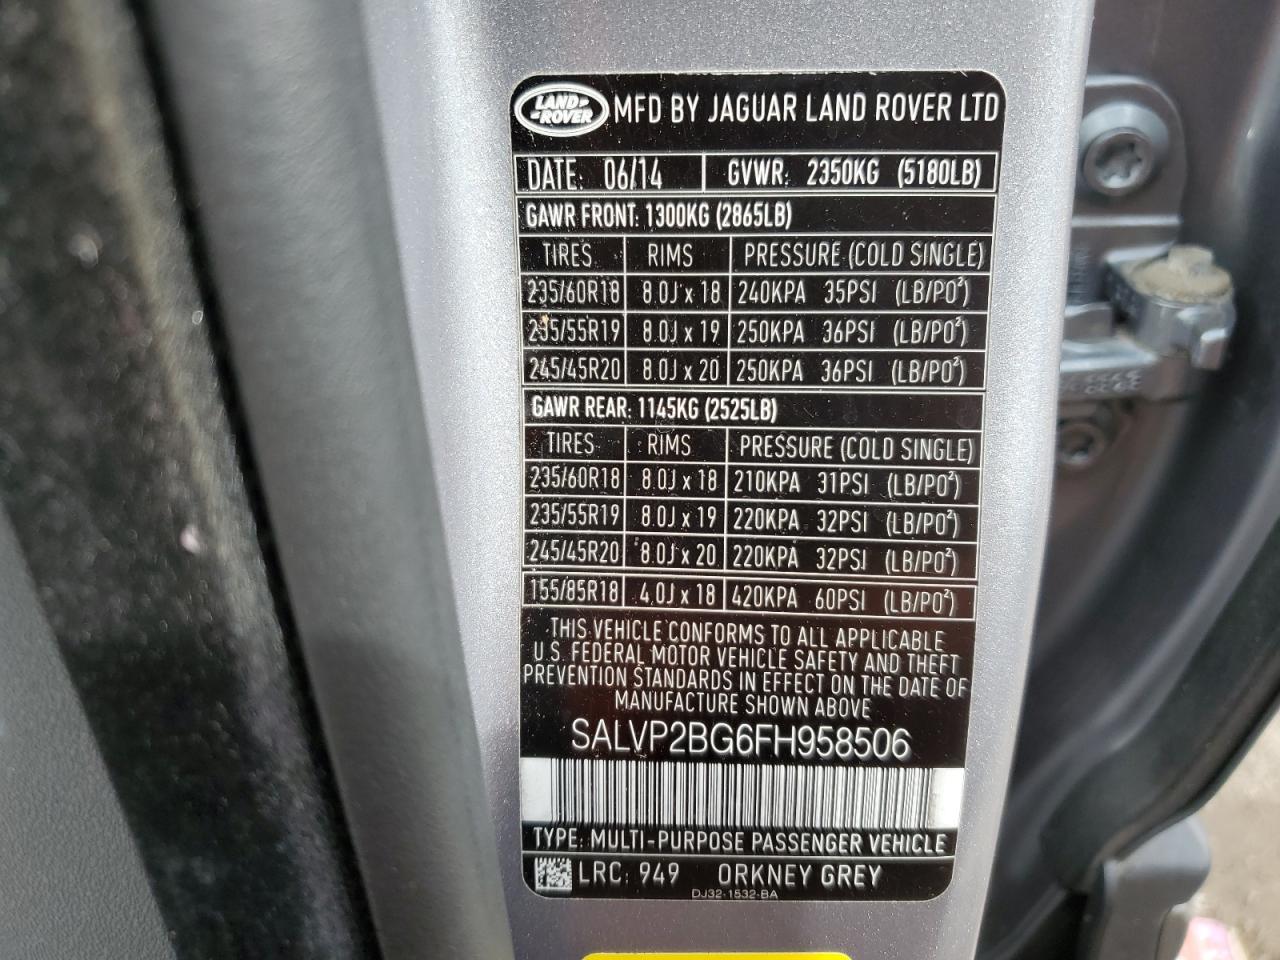 LAND ROVER MFD BY JAGUAR LAND ROVER LTD
DATE: 06/14 GVWR: 2350KG (5180LB)
GAWR FRONT: 1300KG (2865LB)
TIRES RIMS PRESSURE (COLD SINGLE)
235/60R18 8.0J x 18 240KPA 35PSI (LB/PO²)
235/55R19 8.0J x 19 250KPA 36PSI (LB/PO²)
245/45R20 8.0J x 20 250KPA 36PSI (LB/PO²)
GAWR REAR: 1145KG (2525LB)
TIRES RIMS PRESSURE (COLD SINGLE)
235/60R18 8.0J x 18 210KPA 31PSI (LB/PO²)
235/55R19 8.0J x 19 220KPA 32PSI (LB/PO²)
245/45R20 8.0J x 20 220KPA 32PSI (LB/PO²)
155/85R18 4.0J x 18 420KPA 60PSI (LB/PO²)
THIS VEHICLE CONFORMS TO ALL APPLICABLE
U.S. FEDERAL MOTOR VEHICLE SAFETY AND THEFT
PREVENTION STANDARDS IN EFFECT ON THE DATE OF
MANUFACTURE SHOWN ABOVE
SALVP2BG6FH958506
TYPE: MULTI-PURPOSE PASSENGER VEHICLE
LRC: 949 ORKNEY GREY
DJ32-1532-BA